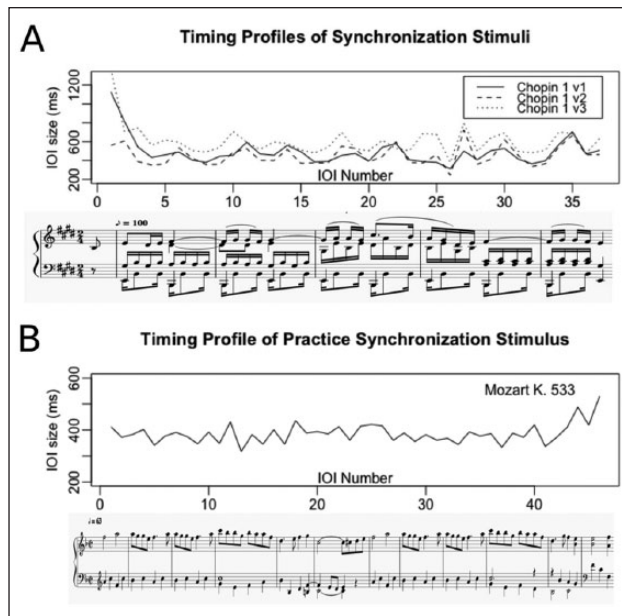 A
Timing Profiles of Synchronization Stimuli
IOI size (ms)
1200
600
200
Chopin 1 v1
Chopin 1 v2
Chopin 1 v3
IOI Number
0 5 10 15 20 25 30 35
♪ = 100
B
Timing Profile of Practice Synchronization Stimulus
IOI size (ms)
600
400
200
Mozart K. 533
IOI Number
0 10 20 30 40